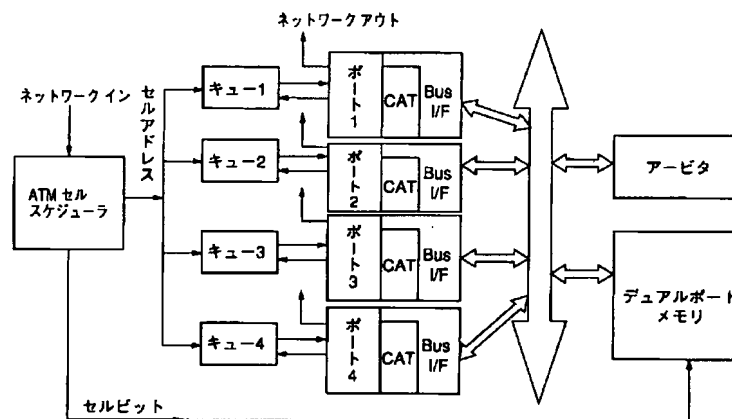 ネットワークアウト
ネットワークイン
セルアドレス
ATM セル
スケジューラ
キュー1
ポート1
CAT
Bus
I/F
キュー2
ポート2
CAT
Bus
I/F
キュー3
ポート3
CAT
Bus
I/F
キュー4
ポート4
CAT
Bus
I/F
アービタ
デュアルポート
メモリ
セルビット